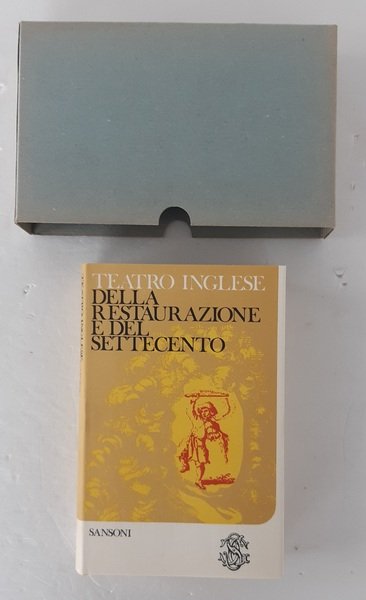 TEATRO INGLESE
DELLA
RESTAURAZIONE
E DEL
SETTECENTO
SANSONI